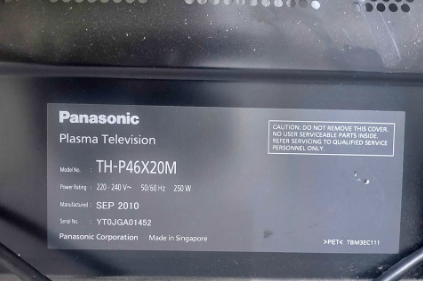 Panasonic
Plasma Television
Model No. TH-P46X20M
Power Rating : 220 - 240 V~ 50/60 Hz 250 W
Manufactured : SEP 2010
Serial No. : YT0JGA01452
Panasonic Corporation Made in Singapore
CAUTION: DO NOT REMOVE THIS COVER.
NO USER SERVICEABLE PARTS INSIDE.
REFER SERVICING TO QUALIFIED SERVICE
PERSONNEL ONLY.
>PET< TBM3EC111